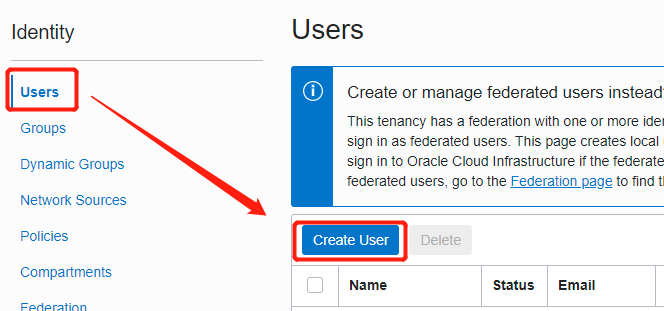 Identity
Users
Groups
Dynamic Groups
Network Sources
Policies
Compartments
Federation
Users
Create or manage federated users instead
This tenancy has a federation with one or more iden
sign in as federated users. This page creates local
sign in to Oracle Cloud Infrastructure if the federate
federated users, go to the Federation page to find th
Create User Delete
Name Status Email